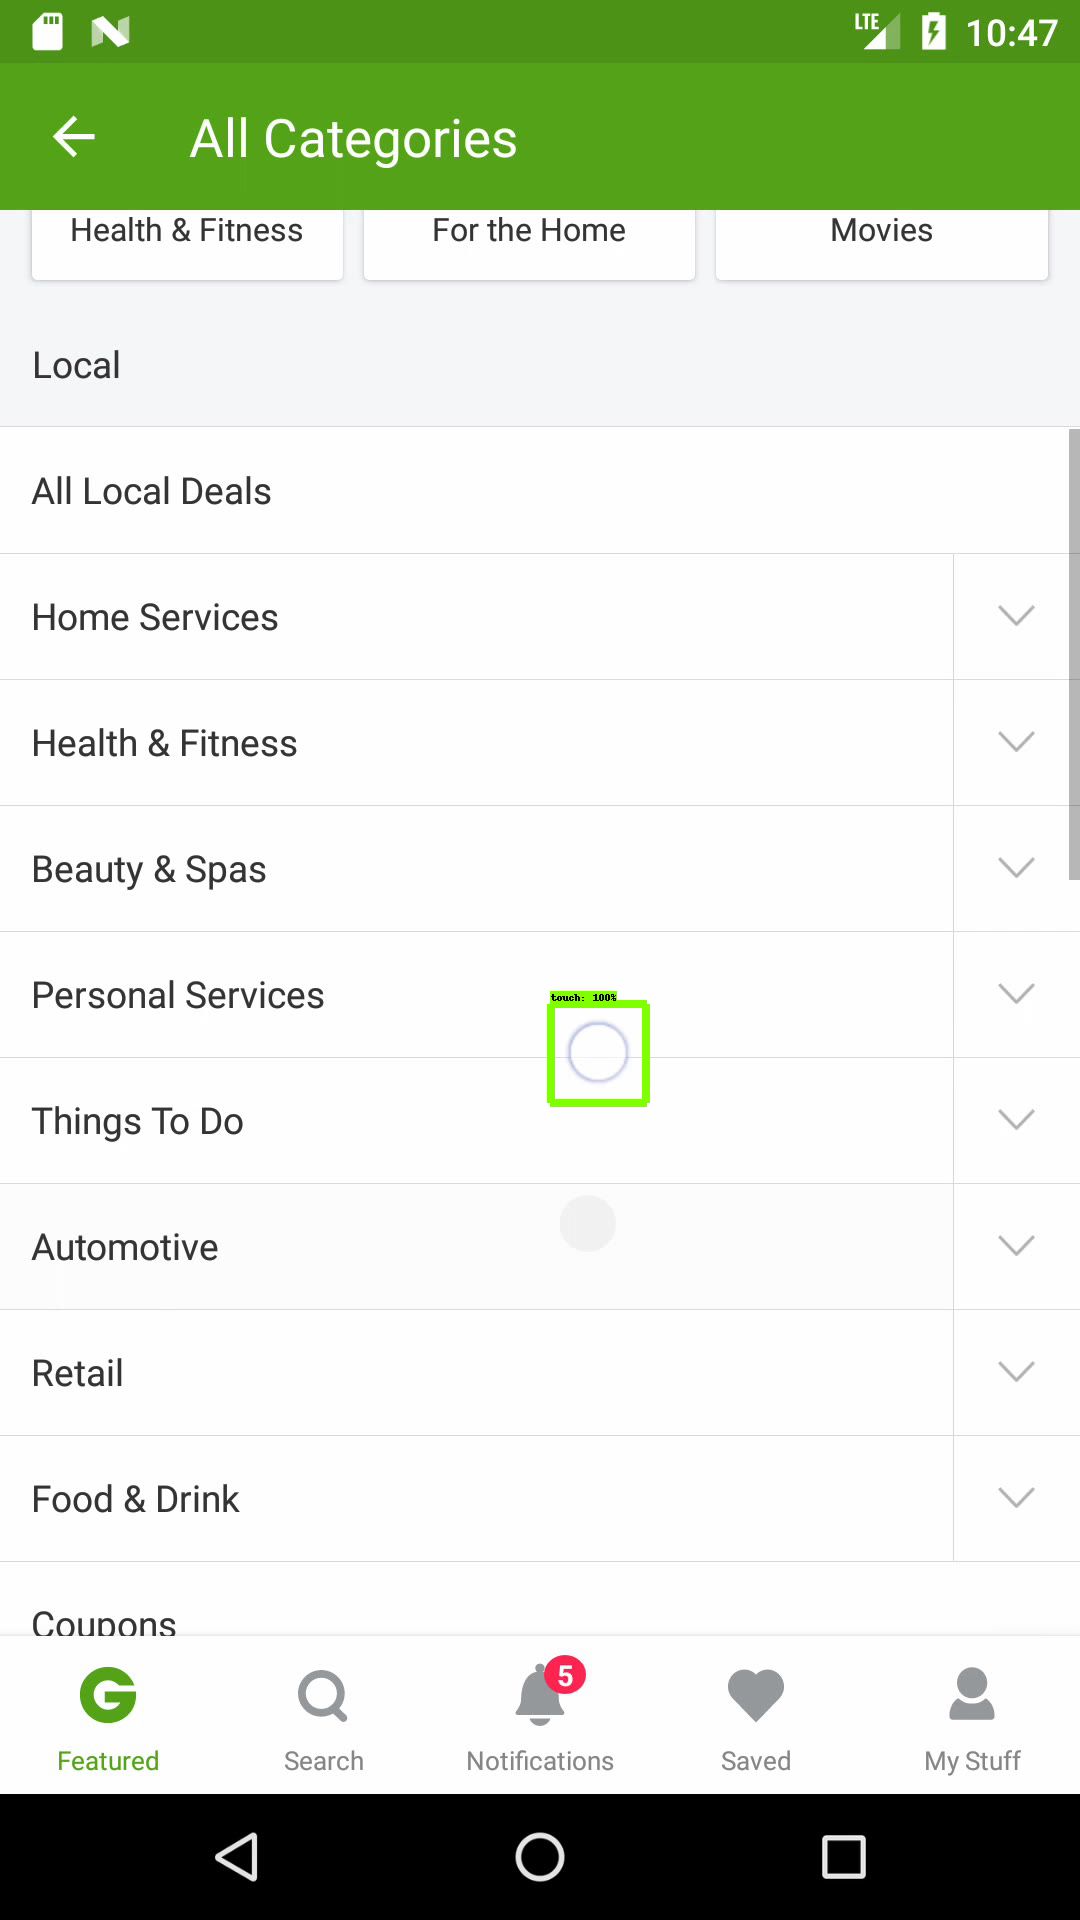 LTE 10:47
All Categories
Health & Fitness For the Home Movies
Local
All Local Deals
Home Services
Health & Fitness
Beauty & Spas
Personal Services
touch: 100%
Things To Do
Automotive
Retail
Food & Drink
Coupons
5
Featured Search Notifications Saved My Stuff